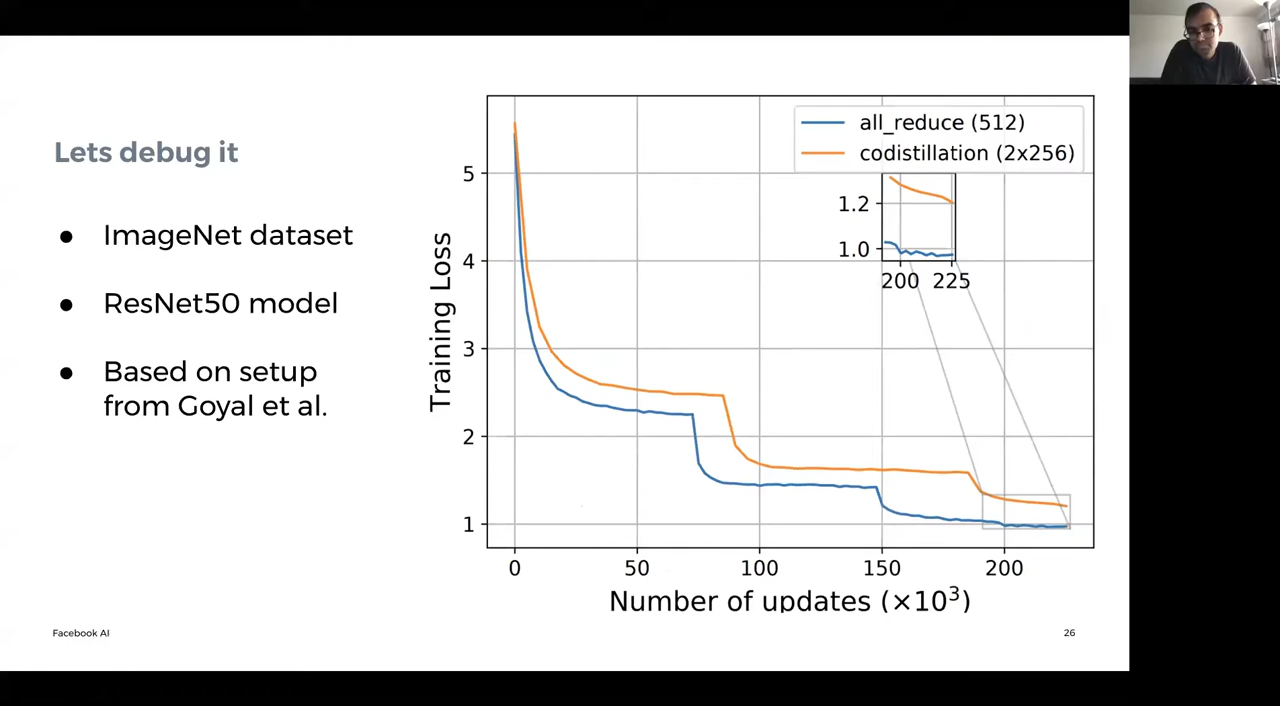 Lets debug it
● ImageNet dataset
● ResNet50 model
● Based on setup
from Goyal et al.
Training Loss
5
4
3
2
1
all_reduce (512)
codistillation (2x256)
1.2
1.0
200 225
0 50 100 150 200
Number of updates (×10³)
Facebook AI
26